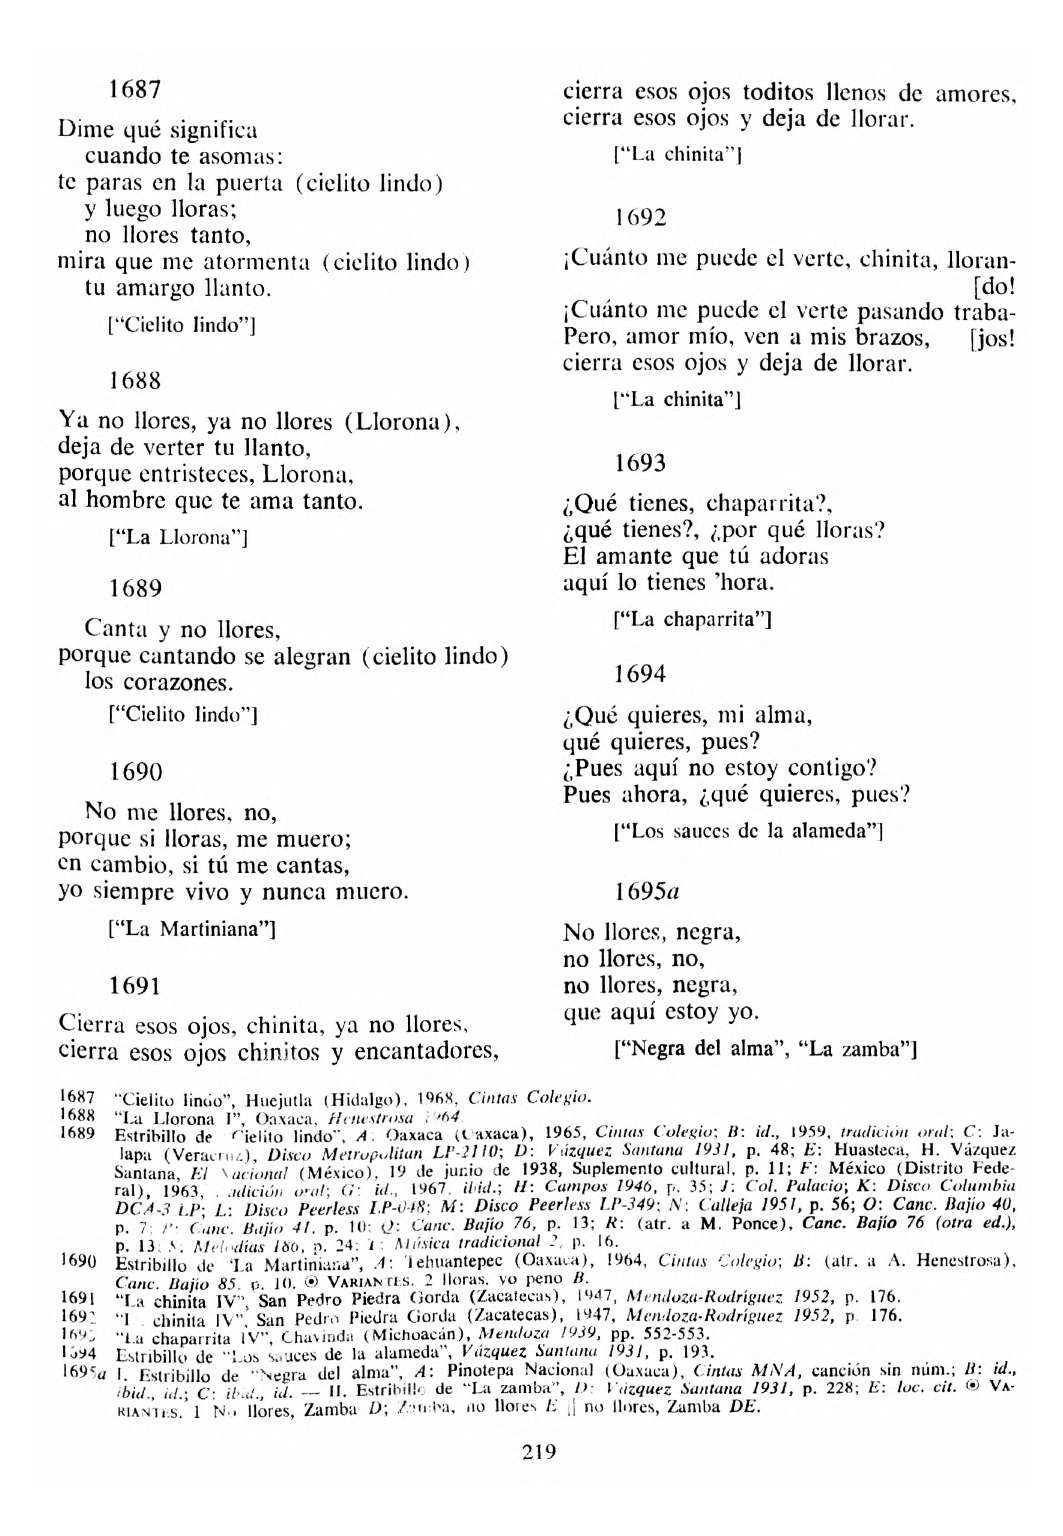 1687
Dime qué significa
cuando te asomas:
te paras en la puerta (cielito lindo)
y luego lloras;
no llores tanto,
mira que me atormenta (cielito lindo)
tu amargo llanto.
["Cielito lindo"]
1688
Ya no llores, ya no llores (Llorona),
deja de verter tu llanto,
porque entristeces, Llorona,
al hombre que te ama tanto.
["La Llorona"]
1689
Canta y no llores,
porque cantando se alegran (cielito lindo)
los corazones.
["Cielito lindo"]
1690
No me llores, no,
porque si lloras, me muero;
en cambio, si tú me cantas,
yo siempre vivo y nunca muero.
["La Martiniana"]
1691
Cierra esos ojos, chinita, ya no llores,
cierra esos ojos chinitos y encantadores,
cierra esos ojos toditos llenos de amores,
cierra esos ojos y deja de llorar.
["La chinita"]
1692
¡Cuánto me puede el verte, chinita, lloran-
[do!
¡Cuánto me puede el verte pasando traba-
Pero, amor mío, ven a mis brazos, [jos!
cierra esos ojos y deja de llorar.
["La chinita"]
1693
¿Qué tienes, chaparrita?,
¿qué tienes?, ¿por qué lloras?
El amante que tú adoras
aquí lo tienes 'hora.
["La chaparrita"]
1694
¿Qué quieres, mi alma,
qué quieres, pues?
¿Pues aquí no estoy contigo?
Pues ahora, ¿qué quieres, pues?
["Los sauces de la alameda"]
1695a
No llores, negra,
no llores, no,
no llores, negra,
que aquí estoy yo.
["Negra del alma", "La zamba"]
1687 "Cielito lindo", Huejutla (Hidalgo), 1968, Cintas Colegio.
1688 "La Llorona I", Oaxaca, Henestrosa 1964.
1689 Estribillo de "Cielito lindo", A: Oaxaca (Oaxaca), 1965, Cintas Colegio; B: id., 1959, tradición oral; C: Ja-
lapa (Veracruz), Disco Metropolitan LP-2110; D: Vázquez Santana 1931, p. 48; E: Huasteca, H. Vázquez
Santana, El Nacional (México), 19 de junio de 1938, Suplemento cultural, p. 11; F: México (Distrito Fede-
ral), 1963, tradición oral; G: id., 1967, ibid.; H: Campos 1946, p. 35; J: Col. Palacio; K: Disco Columbia
DCA-3 LP; L: Disco Peerless LP-048; M: Disco Peerless LP-349; N: Calleja 1951, p. 56; O: Canc. Bajío 40,
p. 7; P: Canc. Bajío 41, p. 10; Q: Canc. Bajío 76, p. 13; R: (atr. a M. Ponce), Canc. Bajío 76 (otra ed.),
p. 13; S: Melodías 186, p. 24; T: Música tradicional 2, p. 16.
1690 Estribillo de "La Martiniana", A: Tehuantepec (Oaxaca), 1964, Cintas Colegio; B: (atr. a A. Henestrosa),
Canc. Bajío 85, p. 10. ⦿ VARIANTES. 2 lloras, yo peno B.
1691 "La chinita IV", San Pedro Piedra Gorda (Zacatecas), 1947, Mendoza-Rodríguez 1952, p. 176.
1692 "I chinita IV", San Pedro Piedra Gorda (Zacatecas), 1947, Mendoza-Rodríguez 1952, p. 176.
1693 "La chaparrita IV", Chavinda (Michoacán), Mendoza 1939, pp. 552-553.
1694 Estribillo de "Los sauces de la alameda", Vázquez Santana 1931, p. 193.
1695a I. Estribillo de "Negra del alma", A: Pinotepa Nacional (Oaxaca), Cintas MNA, canción sin núm.; B: id.,
ibid., id.; C: ibid., id. — II. Estribillo de "La zamba", D: Vázquez Santana 1931, p. 228; E: loc. cit. ⦿ VA-
RIANTES. 1 No llores, Zamba D; Zamba, no llores E || no llores, Zamba DE.
219